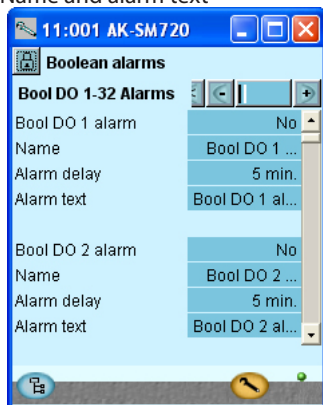 Name and alarm text
11:001 AK-SM720
Boolean alarms
Bool DO 1-32 Alarms
Bool DO 1 alarm No
Name Bool DO 1 ...
Alarm delay 5 min.
Alarm text Bool DO 1 al...
Bool DO 2 alarm No
Name Bool DO 2 ...
Alarm delay 5 min.
Alarm text Bool DO 2 al...